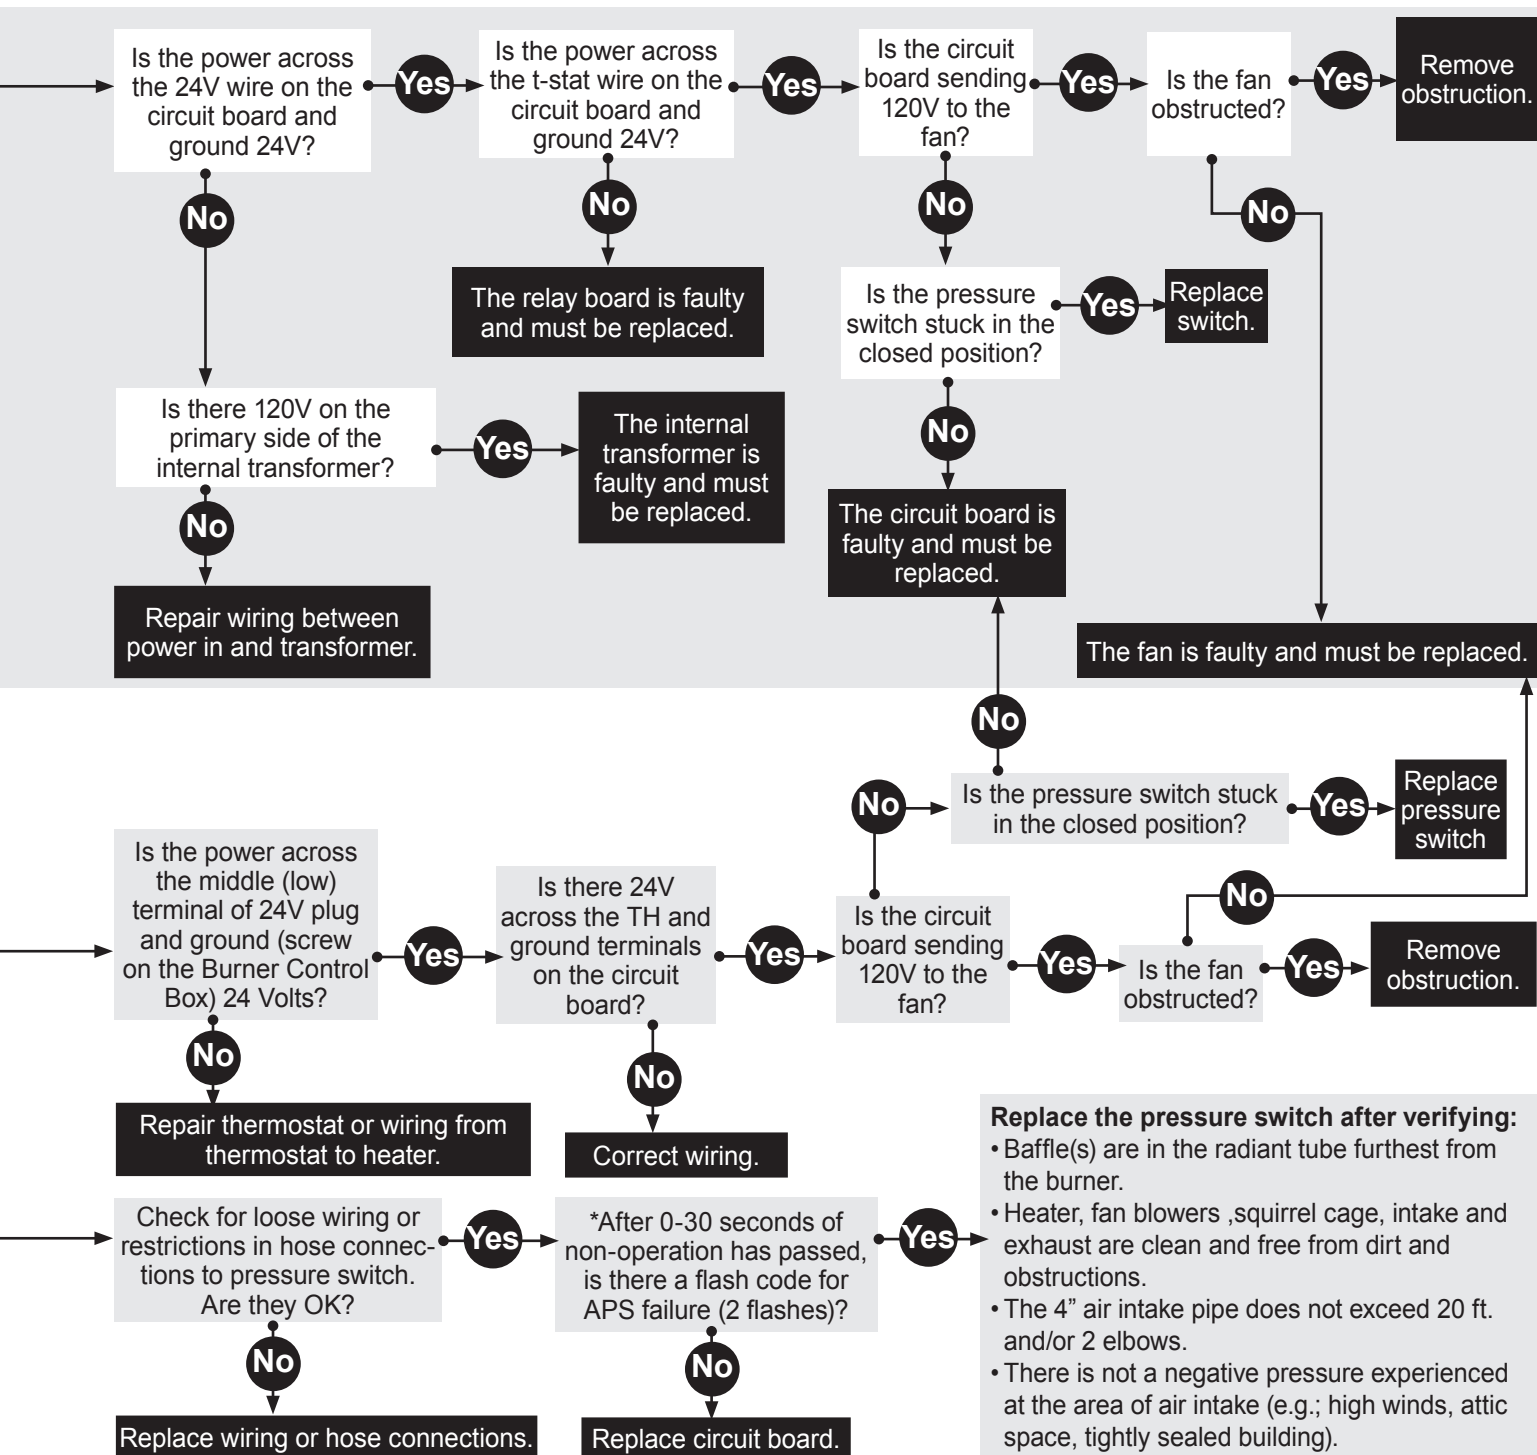 Is the power across
the 24V wire on the
circuit board and
ground 24V?
Yes
Is the power across
the t-stat wire on the
circuit board and
ground 24V?
Yes
Is the circuit
board sending
120V to the
fan?
Yes
Is the fan
obstructed?
Yes
Remove
obstruction.
No
No
No
No
The relay board is faulty
and must be replaced.
Is the pressure
switch stuck in the
closed position?
Yes
Replace
switch.
Is there 120V on the
primary side of the
internal transformer?
Yes
The internal
transformer is
faulty and must
be replaced.
No
The circuit board is
faulty and must be
replaced.
No
Repair wiring between
power in and transformer.
The fan is faulty and must be replaced.
No
No
Is the pressure switch stuck
in the closed position?
Yes
Replace
pressure
switch
Is the power across
the middle (low)
terminal of 24V plug
and ground (screw
on the Burner Control
Box) 24 Volts?
Yes
Is there 24V
across the TH and
ground terminals
on the circuit
board?
Yes
Is the circuit
board sending
120V to the
fan?
Yes
Is the fan
obstructed?
No
Yes
Remove
obstruction.
No
Repair thermostat or wiring from
thermostat to heater.
No
Correct wiring.
Check for loose wiring or
restrictions in hose connec-
tions to pressure switch.
Are they OK?
Yes
*After 0-30 seconds of
non-operation has passed,
is there a flash code for
APS failure (2 flashes)?
Yes
No
Replace wiring or hose connections.
No
Replace circuit board.
Replace the pressure switch after verifying:
• Baffle(s) are in the radiant tube furthest from
the burner.
• Heater, fan blowers ,squirrel cage, intake and
exhaust are clean and free from dirt and
obstructions.
• The 4” air intake pipe does not exceed 20 ft.
and/or 2 elbows.
• There is not a negative pressure experienced
at the area of air intake (e.g.; high winds, attic
space, tightly sealed building).